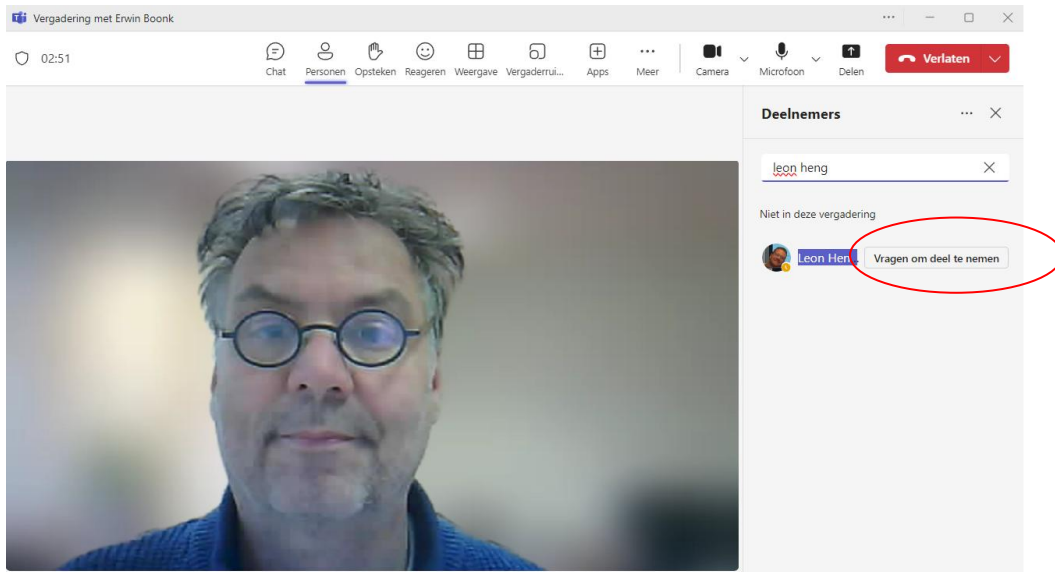 Vergadering met Erwin Boonk
02:51
Chat Personen Opsteken Reageren Weergave Vergaderrui... Apps Meer Camera Microfoon Delen Verlaten
Deelnemers
leon heng
Niet in deze vergadering
Leon Hen... Vragen om deel te nemen